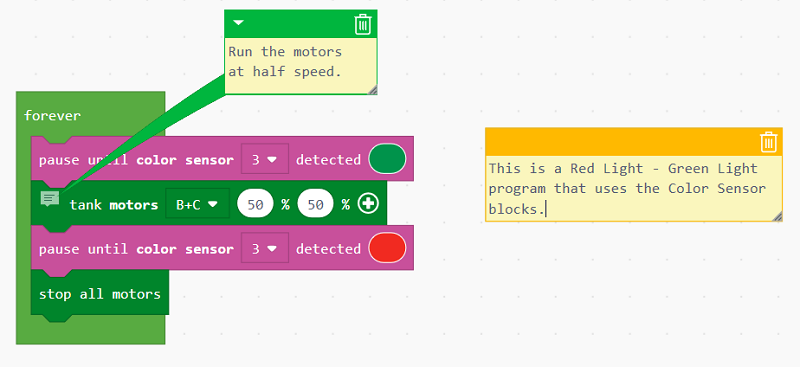 Run the motors
at half speed.
forever
pause until color sensor 3 detected
tank motors B+C 50 % 50 %
pause until color sensor 3 detected
stop all motors
This is a Red Light - Green Light
program that uses the Color Sensor
blocks.